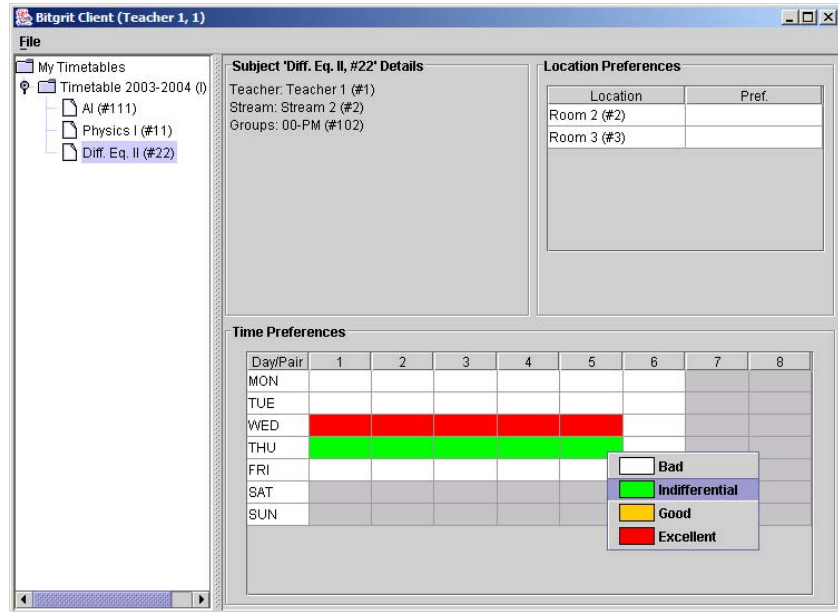 Bitgrit Client (Teacher 1, 1)
File
My Timetables
Timetable 2003-2004 (I)
AI (#111)
Physics I (#11)
Diff. Eq. II (#22)
Subject 'Diff. Eq. II, #22' Details
Teacher: Teacher 1 (#1)
Stream: Stream 2 (#2)
Groups: 00-PM (#102)
Location Preferences
Location Pref.
Room 2 (#2)
Room 3 (#3)
Time Preferences
Day/Pair 1 2 3 4 5 6 7 8
MON
TUE
WED
THU
FRI
SAT
SUN
Bad
Indifferential
Good
Excellent